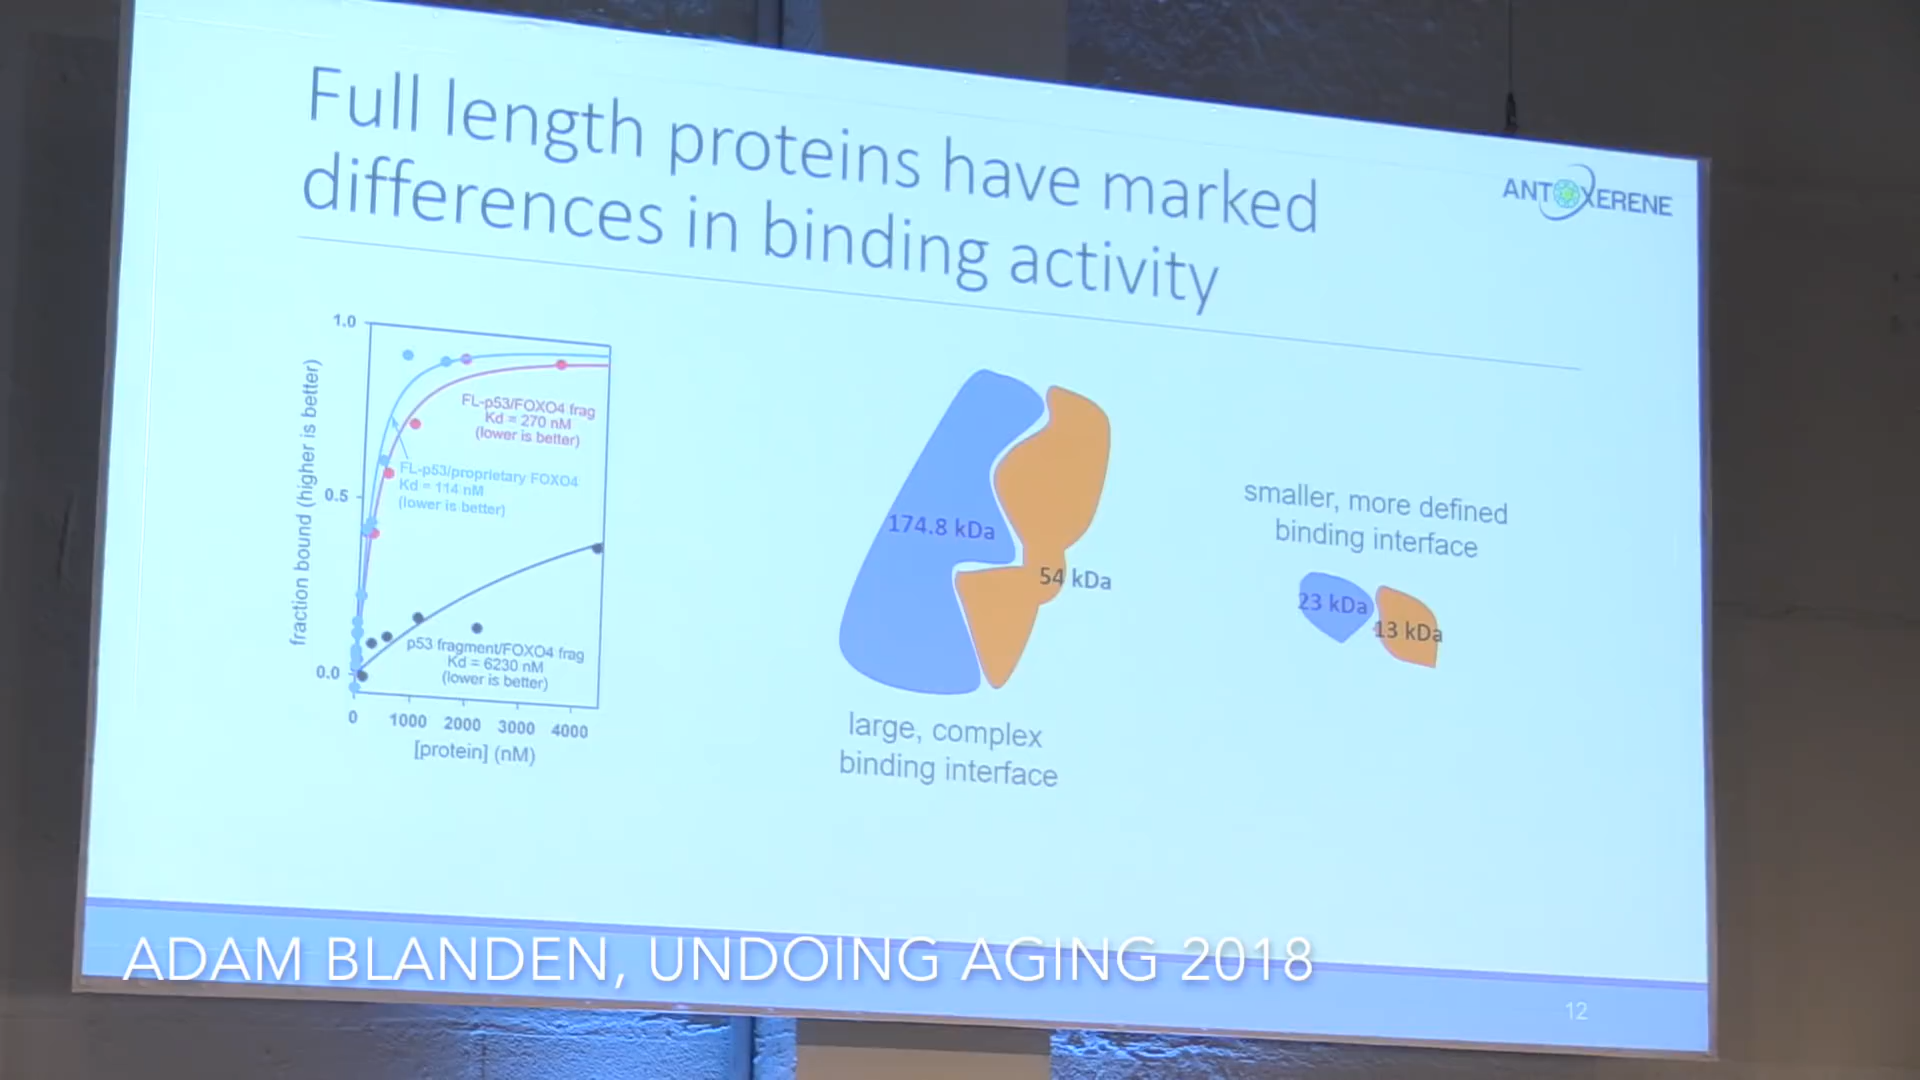 Full length proteins have marked
differences in binding activity
ANTOXERENE
1.0
0.5
0.0
fraction bound (higher is better)
FL-p53/FOXO4 frag
Kd = 270 nM
(lower is better)
FL-p53/proprietary FOXO4
Kd = 114 nM
(lower is better)
p53 fragment/FOXO4 frag
Kd = 6230 nM
(lower is better)
0 1000 2000 3000 4000
[protein] (nM)
174.8 kDa
54 kDa
large, complex
binding interface
smaller, more defined
binding interface
23 kDa
13 kDa
ADAM BLANDEN, UNDOING AGING 2018
12